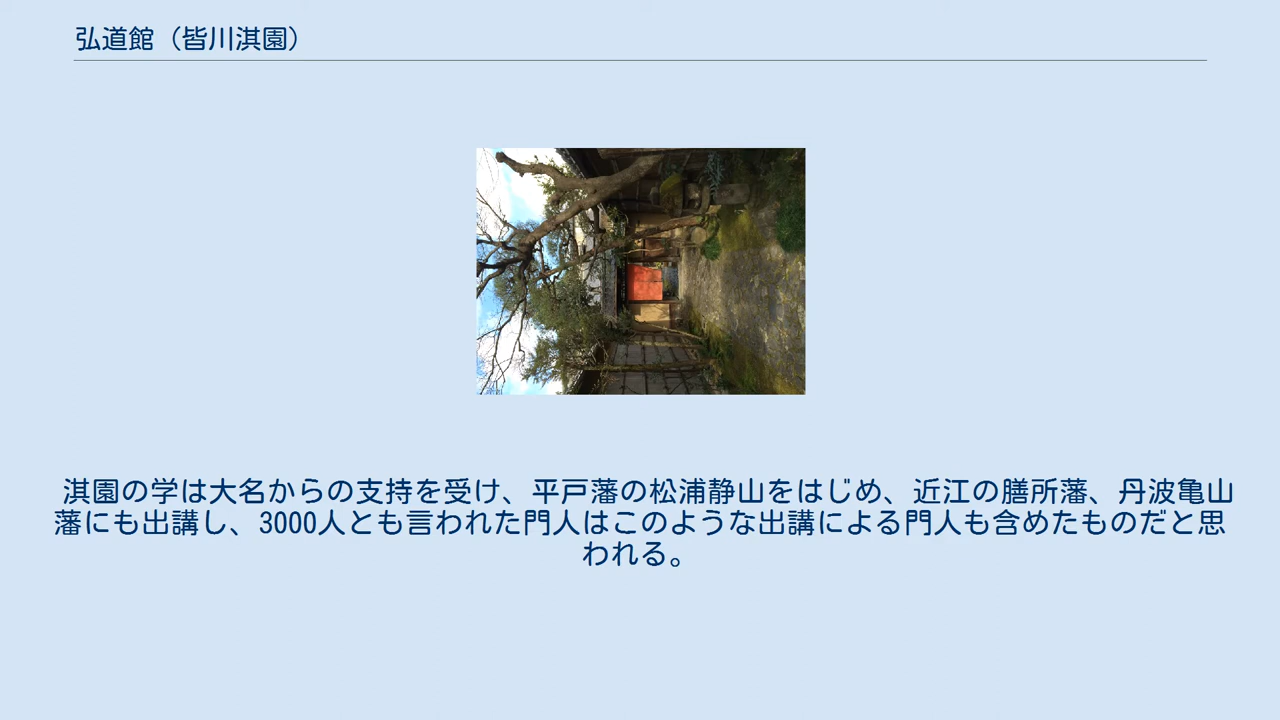 弘道館（皆川淇園）
淇園の学は大名からの支持を受け、平戸藩の松浦静山をはじめ、近江の膳所藩、丹波亀山
藩にも出講し、3000人とも言われた門人はこのような出講による門人も含めたものだと思
われる。